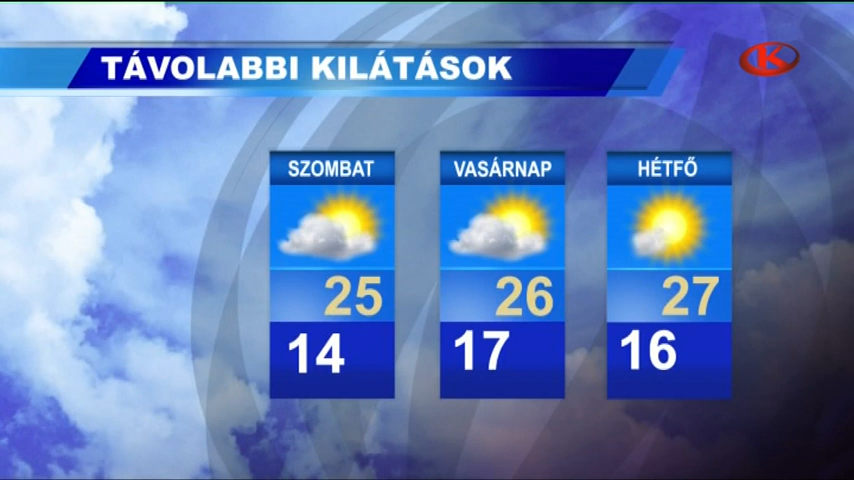 TÁVOLABBI KILÁTÁSOK
K
SZOMBAT
25
14
VASÁRNAP
26
17
HÉTFŐ
27
16